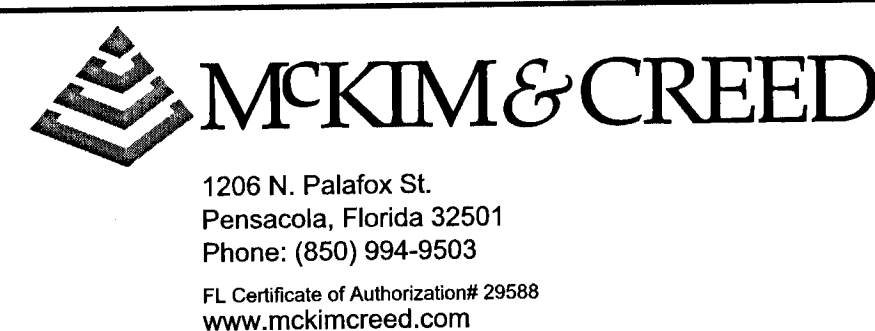 McKIM & CREED
1206 N. Palafox St.
Pensacola, Florida 32501
Phone: (850) 994-9503
FL Certificate of Authorization# 29588
www.mckimcreed.com